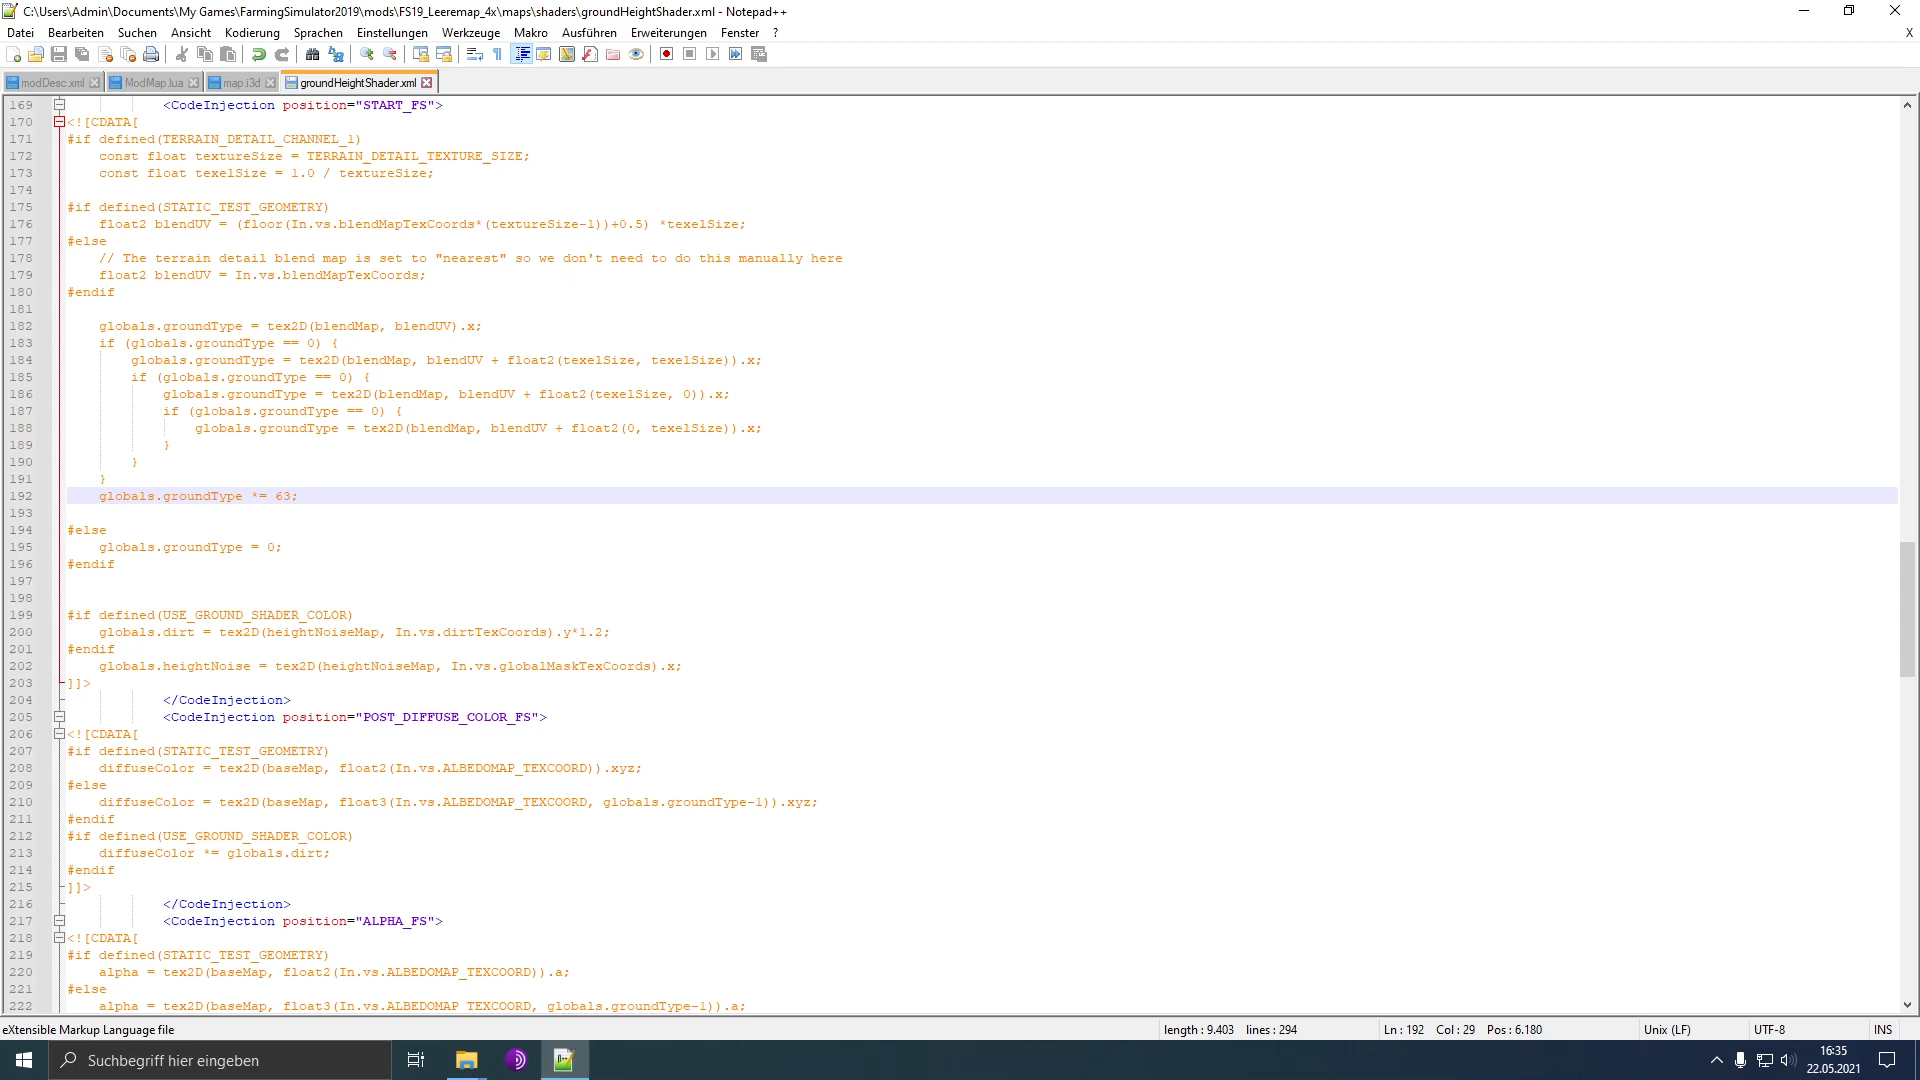 C:\Users\Admin\Documents\My Games\FarmingSimulator2019\mods\FS19_Leeremap_4x\maps\shaders\groundHeightShader.xml - Notepad++
Datei Bearbeiten Suchen Ansicht Kodierung Sprachen Einstellungen Werkzeuge Makro Ausführen Erweiterungen Fenster ? X
modDesc.xml ModMap.lua map.i3d groundHeightShader.xml
169 <CodeInjection position="START_FS">
170 <![CDATA[
171 #if defined(TERRAIN_DETAIL_CHANNEL_1)
172 const float textureSize = TERRAIN_DETAIL_TEXTURE_SIZE;
173 const float texelSize = 1.0 / textureSize;
174
175 #if defined(STATIC_TEST_GEOMETRY)
176 float2 blendUV = (floor(In.vs.blendMapTexCoords*(textureSize-1))+0.5) *texelSize;
177 #else
178 // The terrain detail blend map is set to "nearest" so we don't need to do this manually here
179 float2 blendUV = In.vs.blendMapTexCoords;
180 #endif
181
182 globals.groundType = tex2D(blendMap, blendUV).x;
183 if (globals.groundType == 0) {
184 globals.groundType = tex2D(blendMap, blendUV + float2(texelSize, texelSize)).x;
185 if (globals.groundType == 0) {
186 globals.groundType = tex2D(blendMap, blendUV + float2(texelSize, 0)).x;
187 if (globals.groundType == 0) {
188 globals.groundType = tex2D(blendMap, blendUV + float2(0, texelSize)).x;
189 }
190 }
191 }
192 globals.groundType *= 63;
193
194 #else
195 globals.groundType = 0;
196 #endif
197
198
199 #if defined(USE_GROUND_SHADER_COLOR)
200 globals.dirt = tex2D(heightNoiseMap, In.vs.dirtTexCoords).y*1.2;
201 #endif
202 globals.heightNoise = tex2D(heightNoiseMap, In.vs.globalMaskTexCoords).x;
203 ]]>
204 </CodeInjection>
205 <CodeInjection position="POST_DIFFUSE_COLOR_FS">
206 <![CDATA[
207 #if defined(STATIC_TEST_GEOMETRY)
208 diffuseColor = tex2D(baseMap, float2(In.vs.ALBEDOMAP_TEXCOORD)).xyz;
209 #else
210 diffuseColor = tex2D(baseMap, float3(In.vs.ALBEDOMAP_TEXCOORD, globals.groundType-1)).xyz;
211 #endif
212 #if defined(USE_GROUND_SHADER_COLOR)
213 diffuseColor *= globals.dirt;
214 #endif
215 ]]>
216 </CodeInjection>
217 <CodeInjection position="ALPHA_FS">
218 <![CDATA[
219 #if defined(STATIC_TEST_GEOMETRY)
220 alpha = tex2D(baseMap, float2(In.vs.ALBEDOMAP_TEXCOORD)).a;
221 #else
222 alpha = tex2D(baseMap, float3(In.vs.ALBEDOMAP_TEXCOORD, globals.groundType-1)).a;
eXtensible Markup Language file length : 9.403 lines : 294 Ln : 192 Col : 29 Pos : 6.180 Unix (LF) UTF-8 INS
Suchbegriff hier eingeben
16:35
22.05.2021